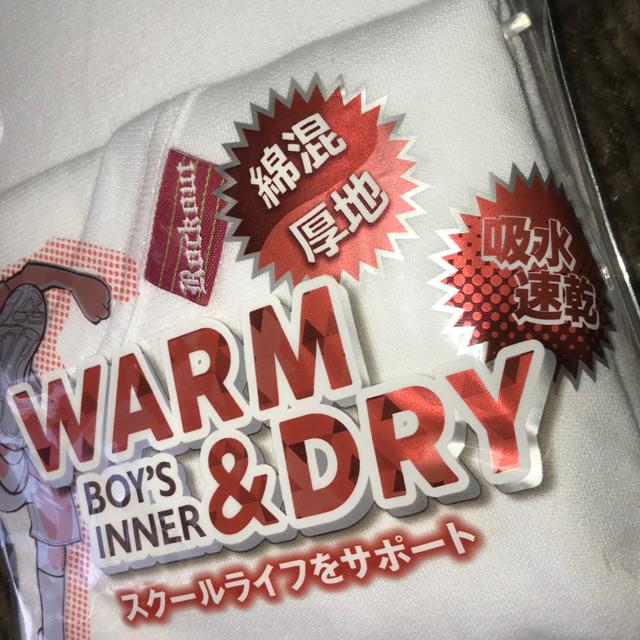 綿混
厚地
Rockout
吸水
速乾
WARM
BOY'S
INNER
&DRY
スクールライフをサポート